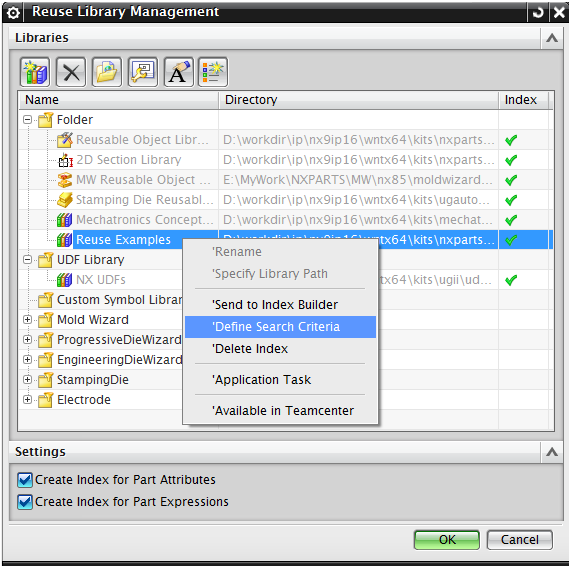 Reuse Library Management
Libraries
Name Directory Index
Folder
Reusable Object Libr... D:\workdir\ip\nx9ip16\wntx64\kits\nxparts...
2D Section Library D:\workdir\ip\nx9ip16\wntx64\kits\nxparts...
MW Reusable Object ... E:\MyWork\NXPARTS\MW\nx85\moldwizard...
Stamping Die Reusabl... D:\workdir\ip\nx9ip16\wntx64\kits\ugautom...
Mechatronics Concept... D:\workdir\ip\nx9ip16\wntx64\kits\mechat...
Reuse Examples D:\workdir\ip\nx9ip16\wntx64\kits\nxparts...
UDF Library
NX UDFs \wntx64\kits\ugii\ud...
Custom Symbol Librar
Mold Wizard
ProgressiveDieWizard
EngineeringDieWizard
StampingDie
Electrode
'Rename
'Specify Library Path
'Send to Index Builder
'Define Search Criteria
'Delete Index
'Application Task
'Available in Teamcenter
Settings
Create Index for Part Attributes
Create Index for Part Expressions
OK Cancel